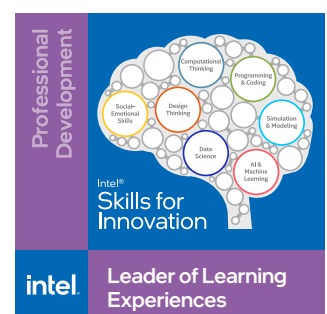 Professional
Development
Computational
Thinking
Programming
& Coding
Social-
Emotional
Skills
Design
Thinking
Simulation
& Modeling
Data
Science
AI &
Machine
Learning
Intel®
Skills for
Innovation
intel.
Leader of Learning
Experiences